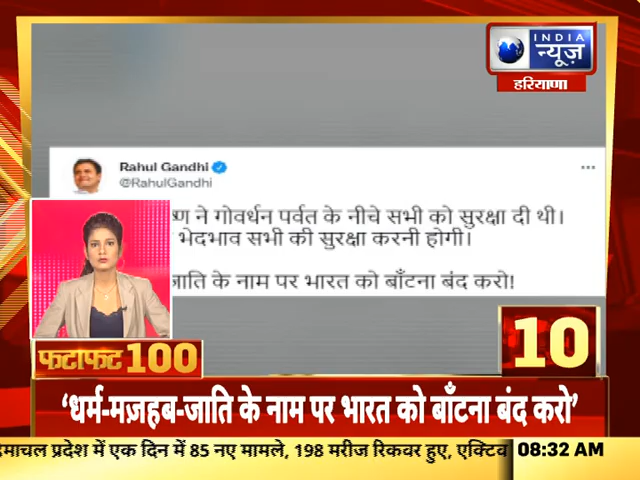 INDIA
न्यूज़
हरियाणा
Rahul Gandhi
@RahulGandhi
ने गोवर्धन पर्वत के नीचे सभी को सुरक्षा दी थी।
भेदभाव सभी की सुरक्षा करनी होगी।
के नाम पर भारत को बाँटना बंद करो!
फटाफट 100
10
‘धर्म-मज़हब-जाति के नाम पर भारत को बाँटना बंद करो’
प्रदेश में एक दिन में 85 नए मामले, 198 मरीज रिकवर हुए, एक्टिव
08:32 AM